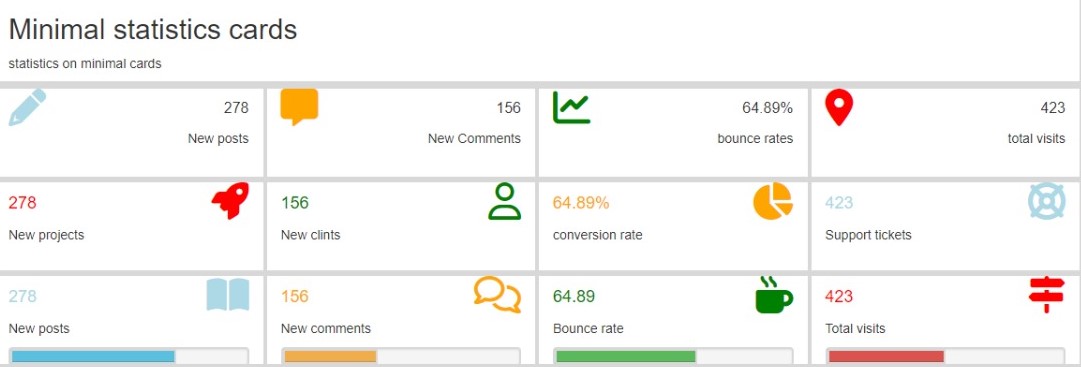 Minimal statistics cards
statistics on minimal cards
278
New posts
156
New Comments
64.89%
bounce rates
423
total visits
278
New projects
156
New clints
64.89%
conversion rate
423
Support tickets
278
New posts
156
New comments
64.89
Bounce rate
423
Total visits